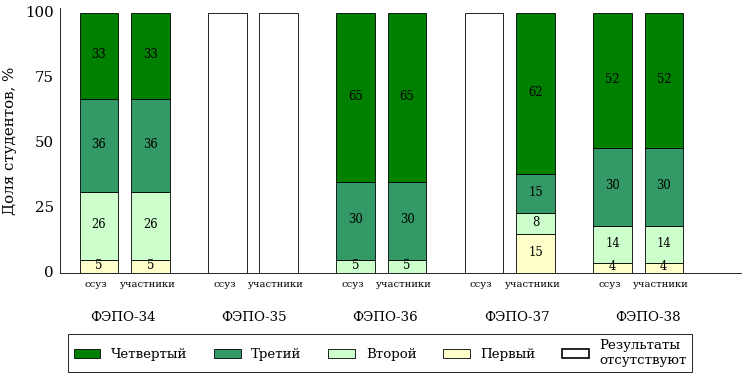 100
75
50
25
0
Доля студентов, %
33 33 65 65 62 52 52
36 36 30 30 15 30 30
26 26 5 5 8 14 14
5 5 15 4 4
ссуз участники ссуз участники ссуз участники ссуз участники ссуз участники
ФЭПО-34 ФЭПО-35 ФЭПО-36 ФЭПО-37 ФЭПО-38
Четвертый Третий Второй Первый Результаты
отсутствуют